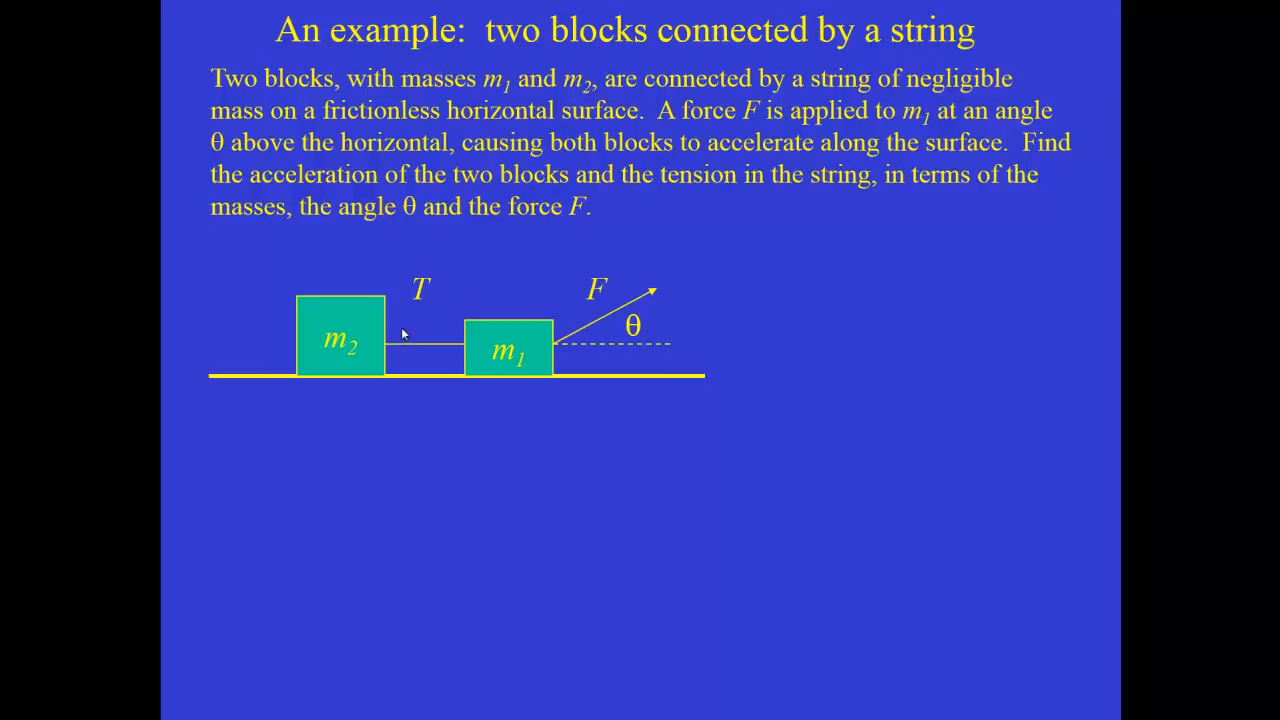 An example: two blocks connected by a string
Two blocks, with masses m1 and m2, are connected by a string of negligible
mass on a frictionless horizontal surface. A force F is applied to m1 at an angle
θ above the horizontal, causing both blocks to accelerate along the surface. Find
the acceleration of the two blocks and the tension in the string, in terms of the
masses, the angle θ and the force F.
T
F
θ
m2
m1